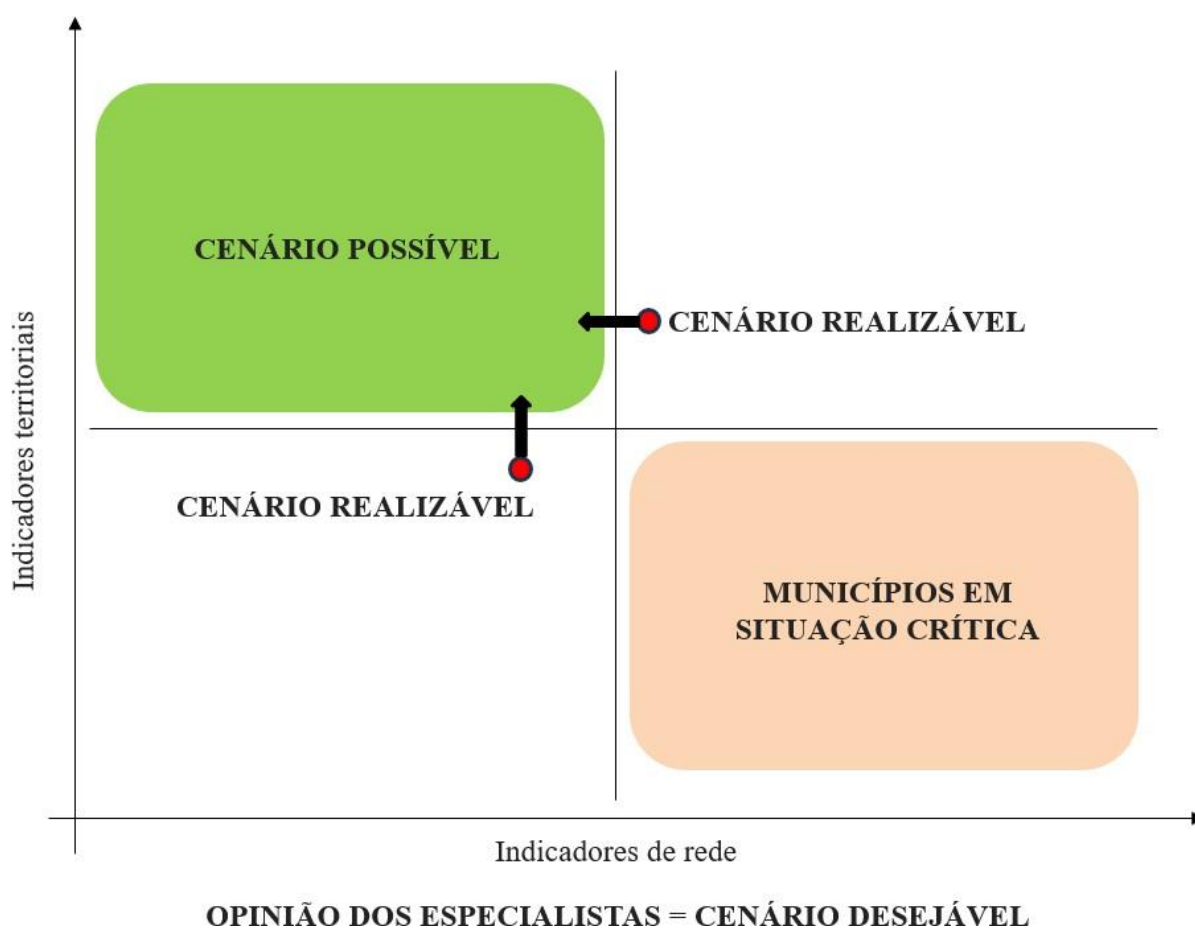 CENÁRIO POSSÍVEL
CENÁRIO REALIZÁVEL
Indicadores territoriais
CENÁRIO REALIZÁVEL
MUNICÍPIOS EM
SITUAÇÃO CRÍTICA
Indicadores de rede
OPINIÃO DOS ESPECIALISTAS = CENÁRIO DESEJÁVEL